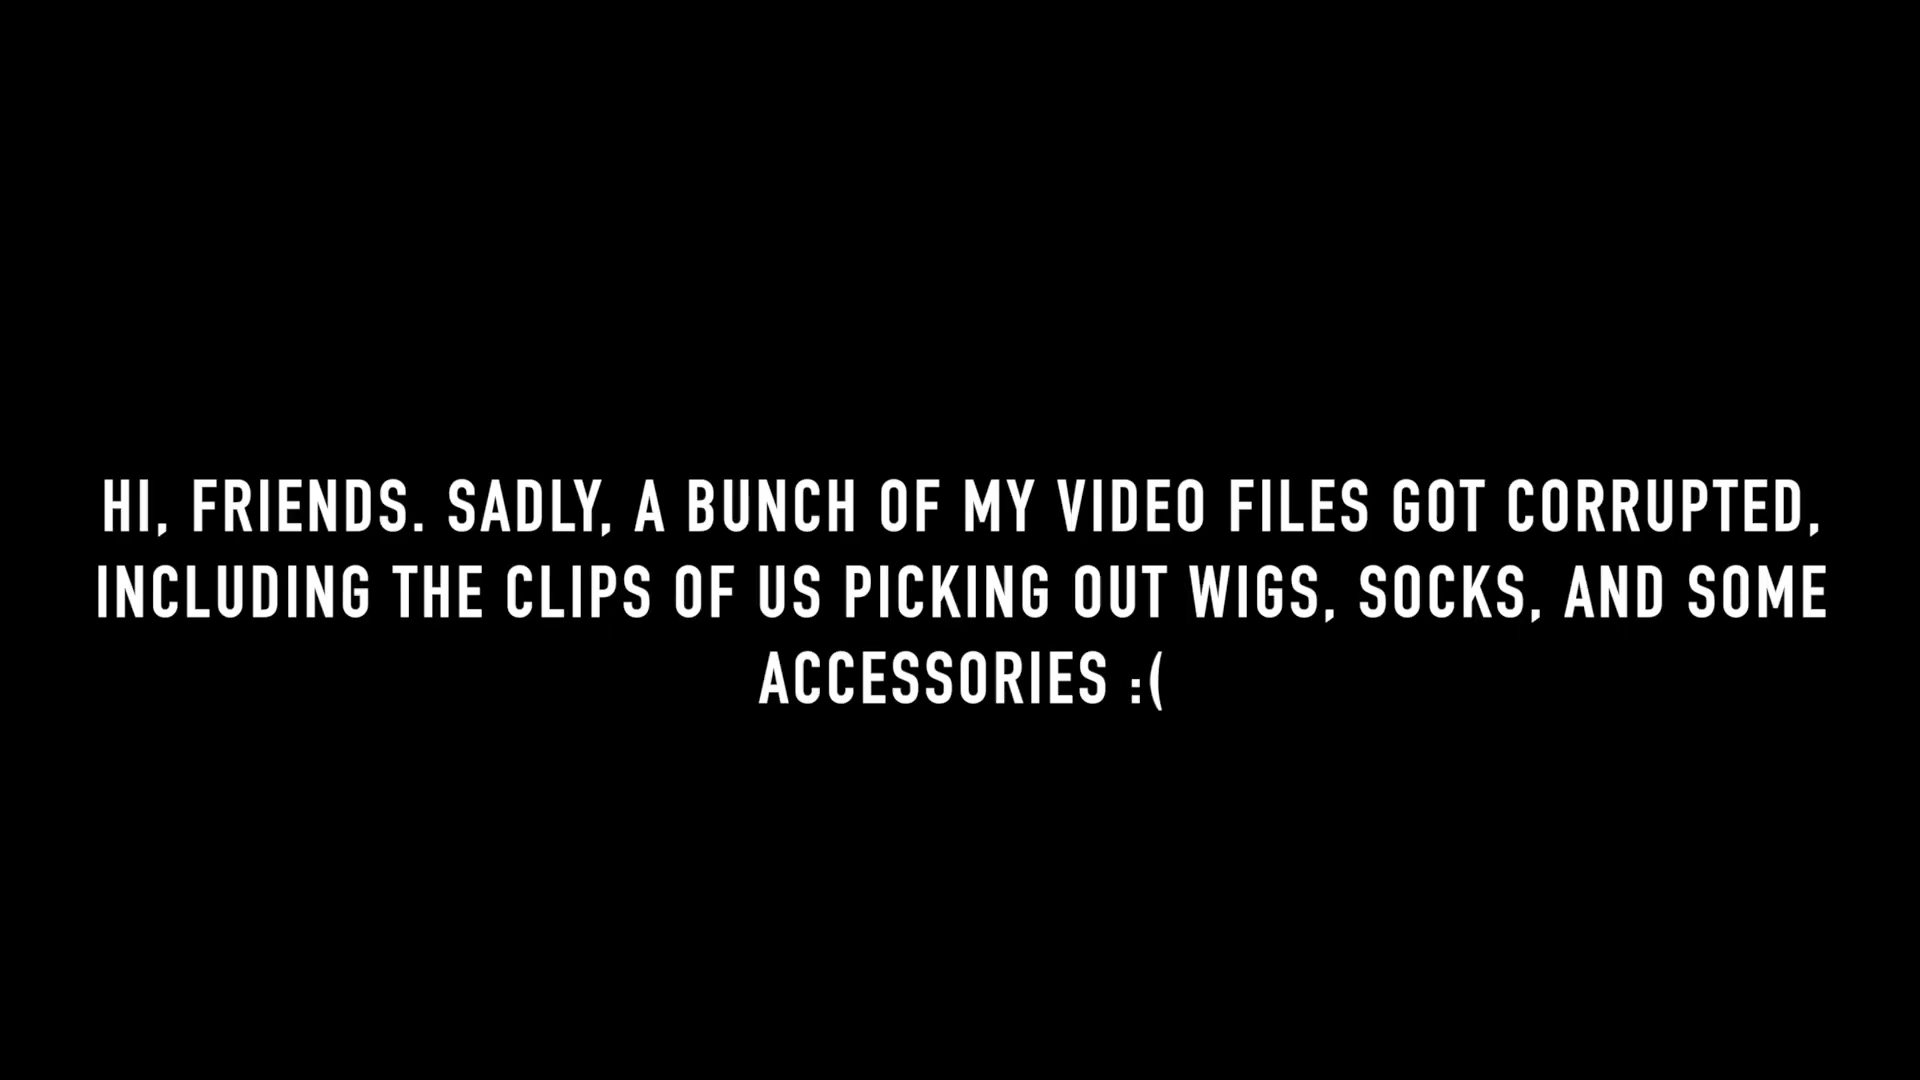 HI, FRIENDS. SADLY, A BUNCH OF MY VIDEO FILES GOT CORRUPTED,
INCLUDING THE CLIPS OF US PICKING OUT WIGS, SOCKS, AND SOME
ACCESSORIES :(